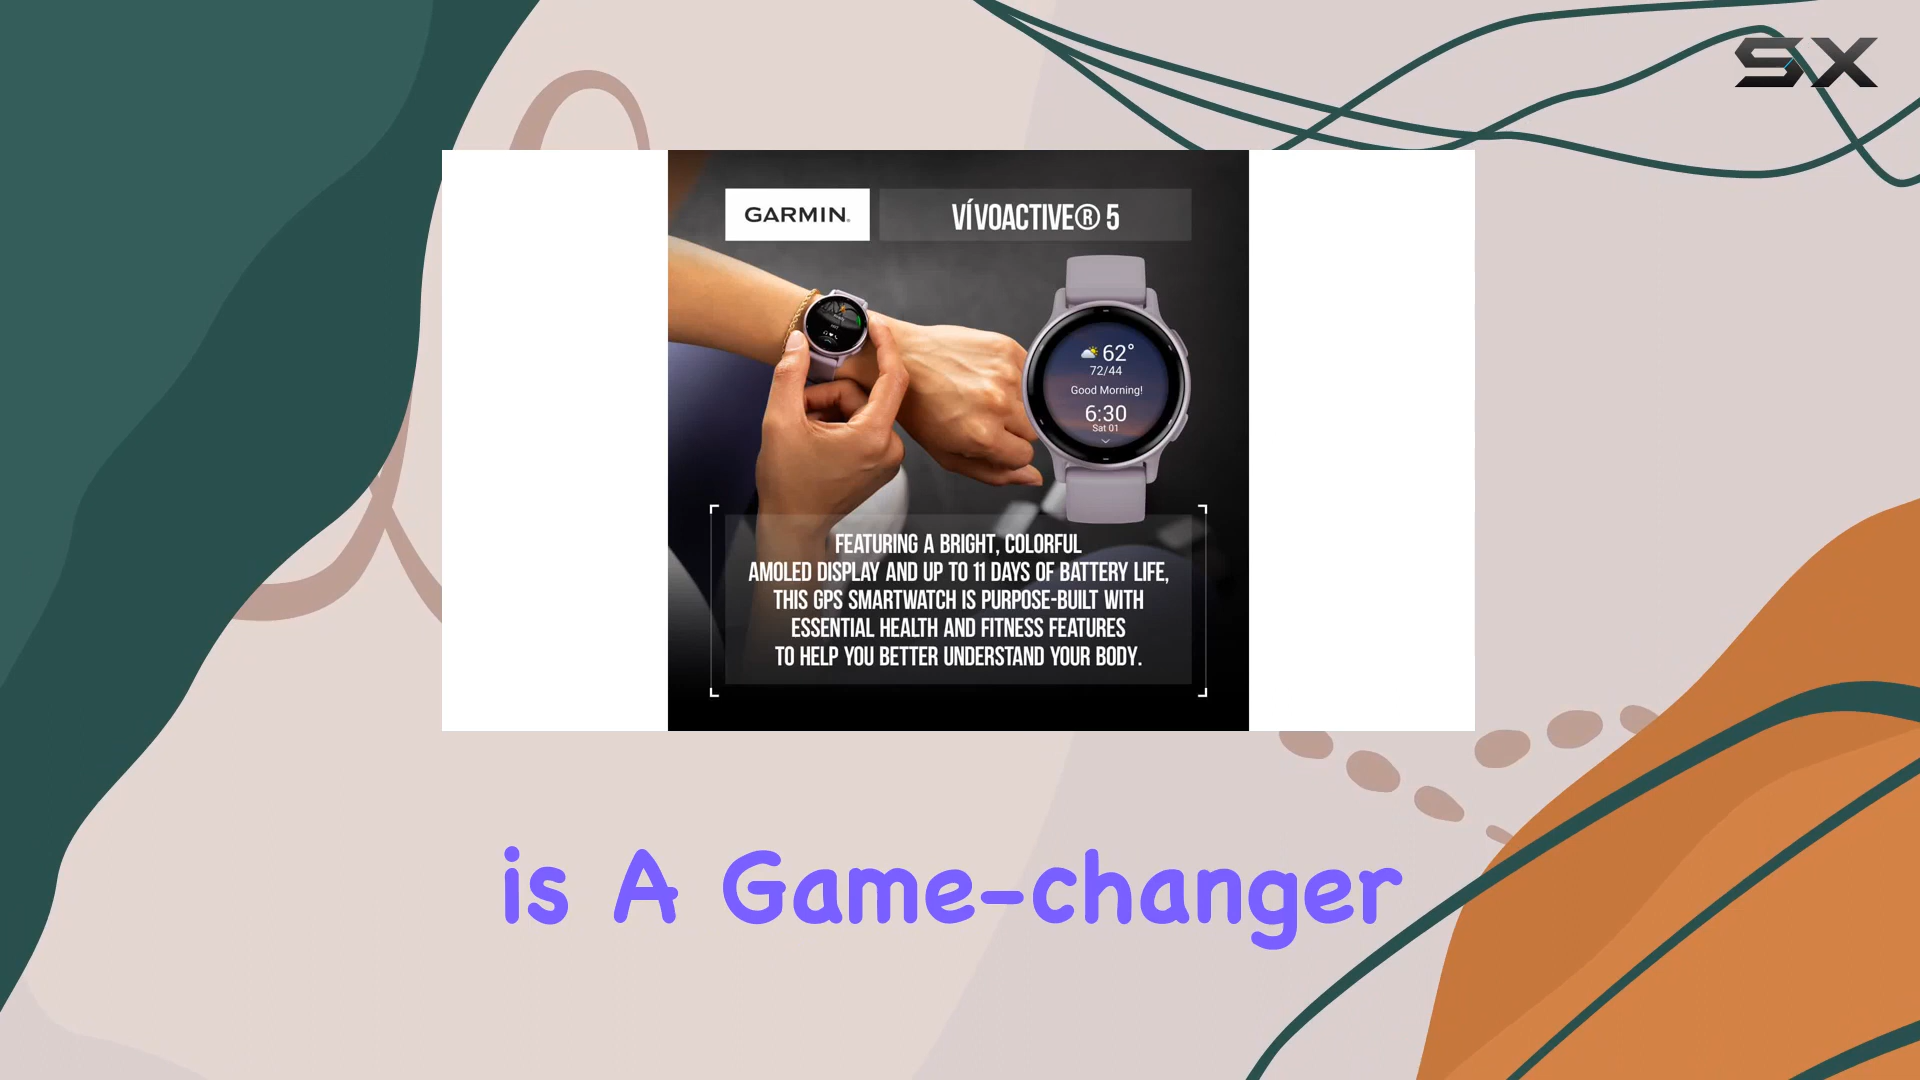 SX
GARMIN.
VÍVOACTIVE® 5
62°
72/44
Good Morning!
6:30
Sat 01
FEATURING A BRIGHT, COLORFUL
AMOLED DISPLAY AND UP TO 11 DAYS OF BATTERY LIFE,
THIS GPS SMARTWATCH IS PURPOSE-BUILT WITH
ESSENTIAL HEALTH AND FITNESS FEATURES
TO HELP YOU BETTER UNDERSTAND YOUR BODY.
is A Game-changer